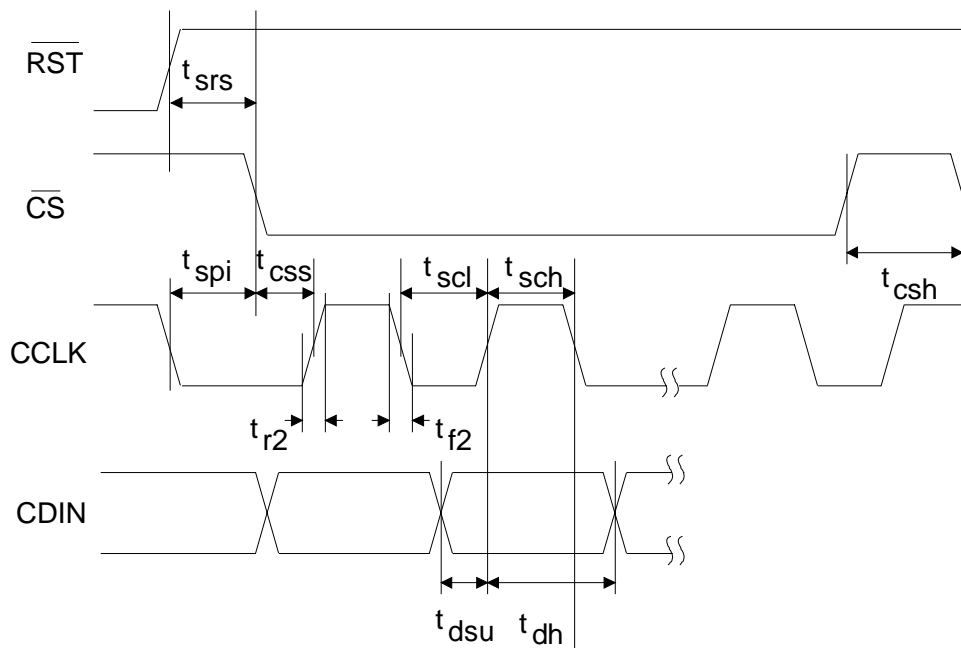 RST
t srs
CS
t spi
t css
t scl
t sch
t csh
CCLK
t r2
t f2
CDIN
t dsu
t dh